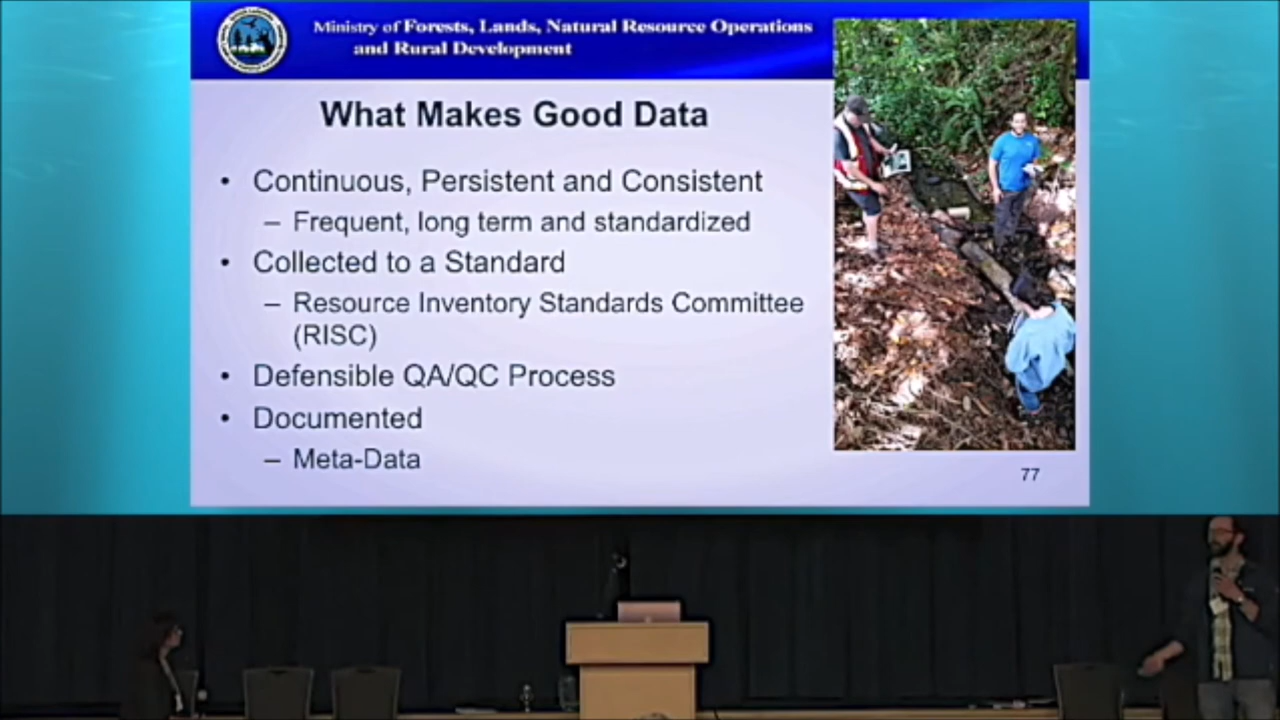 Ministry of Forests, Lands, Natural Resource Operations
and Rural Development
What Makes Good Data
• Continuous, Persistent and Consistent
– Frequent, long term and standardized
• Collected to a Standard
– Resource Inventory Standards Committee
(RISC)
• Defensible QA/QC Process
• Documented
– Meta-Data
77